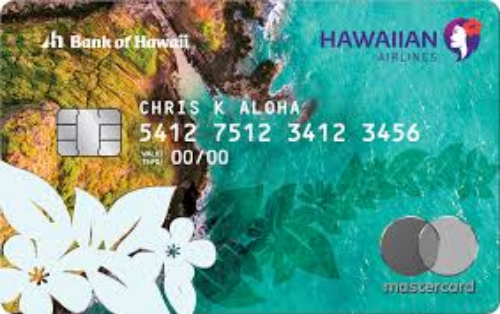 Bank of Hawaii
HAWAIIAN
AIRLINES
CHRIS K ALOHA
5412 7512 3412 3456
VALID
THRU 00/00
mastercard